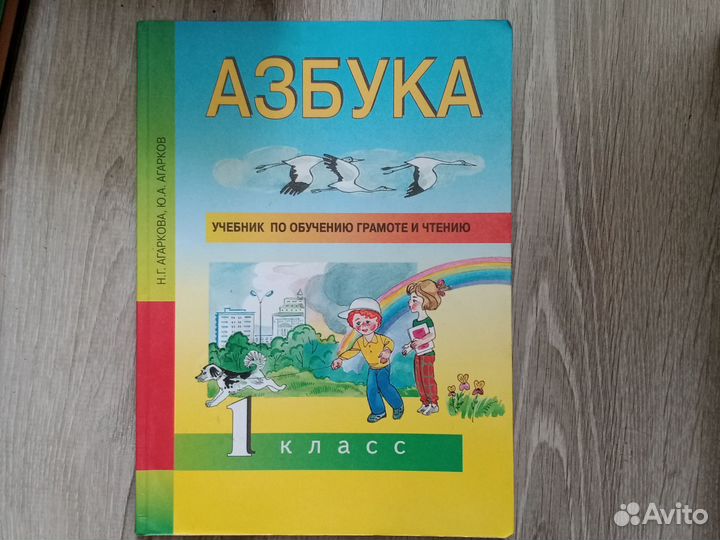 АЗБУКА
Н.Г. АГАРКОВА, Ю.А. АГАРКОВ
УЧЕБНИК ПО ОБУЧЕНИЮ ГРАМОТЕ И ЧТЕНИЮ
1 КЛАСС
Avito